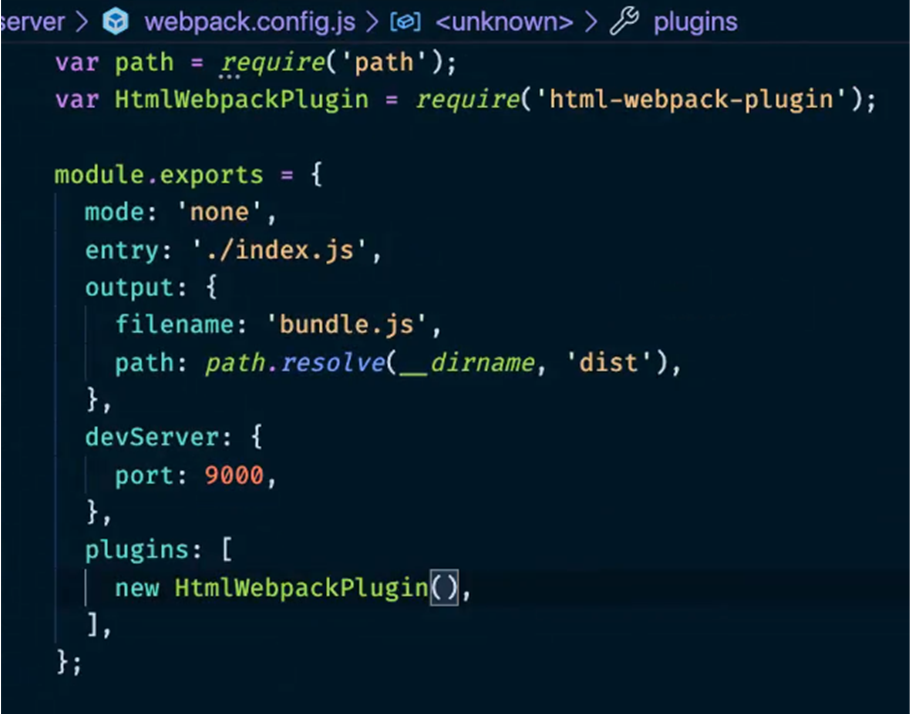 server > webpack.config.js > <unknown> > plugins
var path = require('path');
var HtmlWebpackPlugin = require('html-webpack-plugin');
module.exports = {
mode: 'none',
entry: './index.js',
output: {
filename: 'bundle.js',
path: path.resolve(__dirname, 'dist'),
},
devServer: {
port: 9000,
},
plugins: [
new HtmlWebpackPlugin(),
],
};